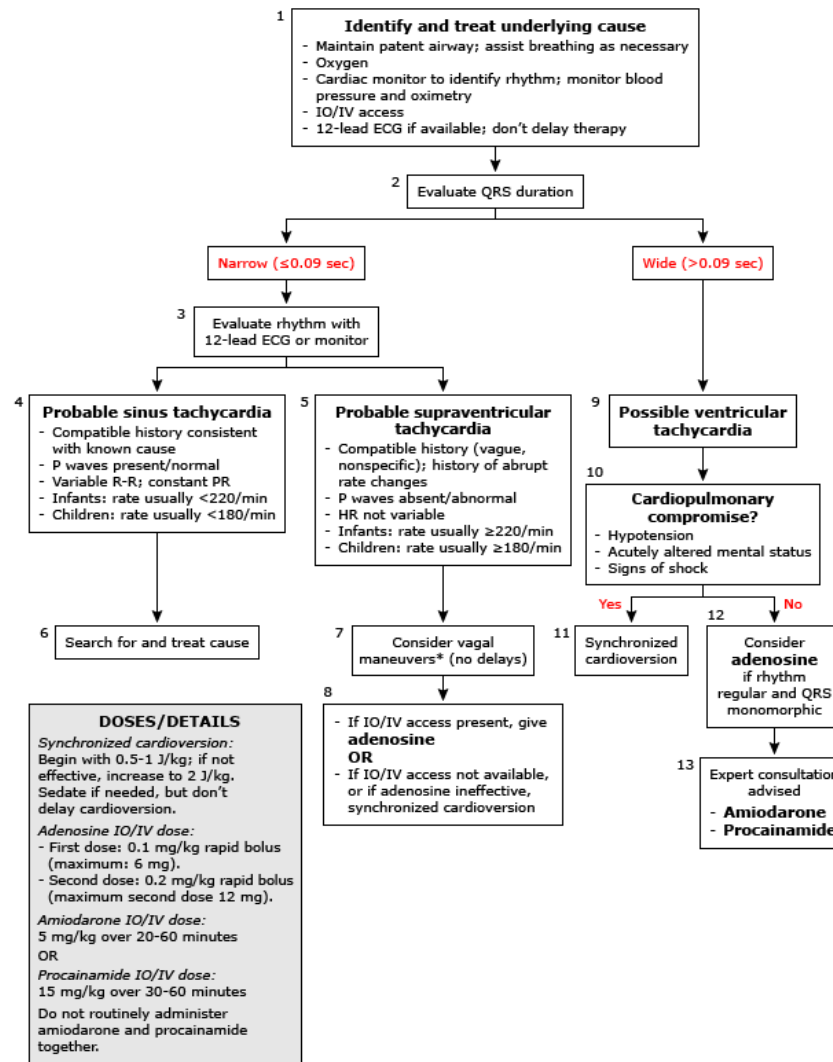 1
Identify and treat underlying cause
- Maintain patent airway; assist breathing as necessary
- Oxygen
- Cardiac monitor to identify rhythm; monitor blood
pressure and oximetry
- IO/IV access
- 12-lead ECG if available; don't delay therapy
2
Evaluate QRS duration
Narrow (≤0.09 sec)
Wide (>0.09 sec)
3
Evaluate rhythm with
12-lead ECG or monitor
4
Probable sinus tachycardia
- Compatible history consistent
with known cause
- P waves present/normal
- Variable R-R; constant PR
- Infants: rate usually <220/min
- Children: rate usually <180/min
5
Probable supraventricular
tachycardia
- Compatible history (vague,
nonspecific); history of abrupt
rate changes
- P waves absent/abnormal
- HR not variable
- Infants: rate usually ≥220/min
- Children: rate usually ≥180/min
9
Possible ventricular
tachycardia
10
Cardiopulmonary
compromise?
- Hypotension
- Acutely altered mental status
- Signs of shock
Yes
No
6
Search for and treat cause
7
Consider vagal
maneuvers* (no delays)
11
Synchronized
cardioversion
12
Consider
adenosine
if rhythm
regular and QRS
monomorphic
8
- If IO/IV access present, give
adenosine
OR
- If IO/IV access not available,
or if adenosine ineffective,
synchronized cardioversion
13
Expert consultation
advised
- Amiodarone
- Procainamide
DOSES/DETAILS
Synchronized cardioversion:
Begin with 0.5-1 J/kg; if not
effective, increase to 2 J/kg.
Sedate if needed, but don't
delay cardioversion.
Adenosine IO/IV dose:
- First dose: 0.1 mg/kg rapid bolus
(maximum: 6 mg).
- Second dose: 0.2 mg/kg rapid bolus
(maximum second dose 12 mg).
Amiodarone IO/IV dose:
5 mg/kg over 20-60 minutes
OR
Procainamide IO/IV dose:
15 mg/kg over 30-60 minutes
Do not routinely administer
amiodarone and procainamide
together.